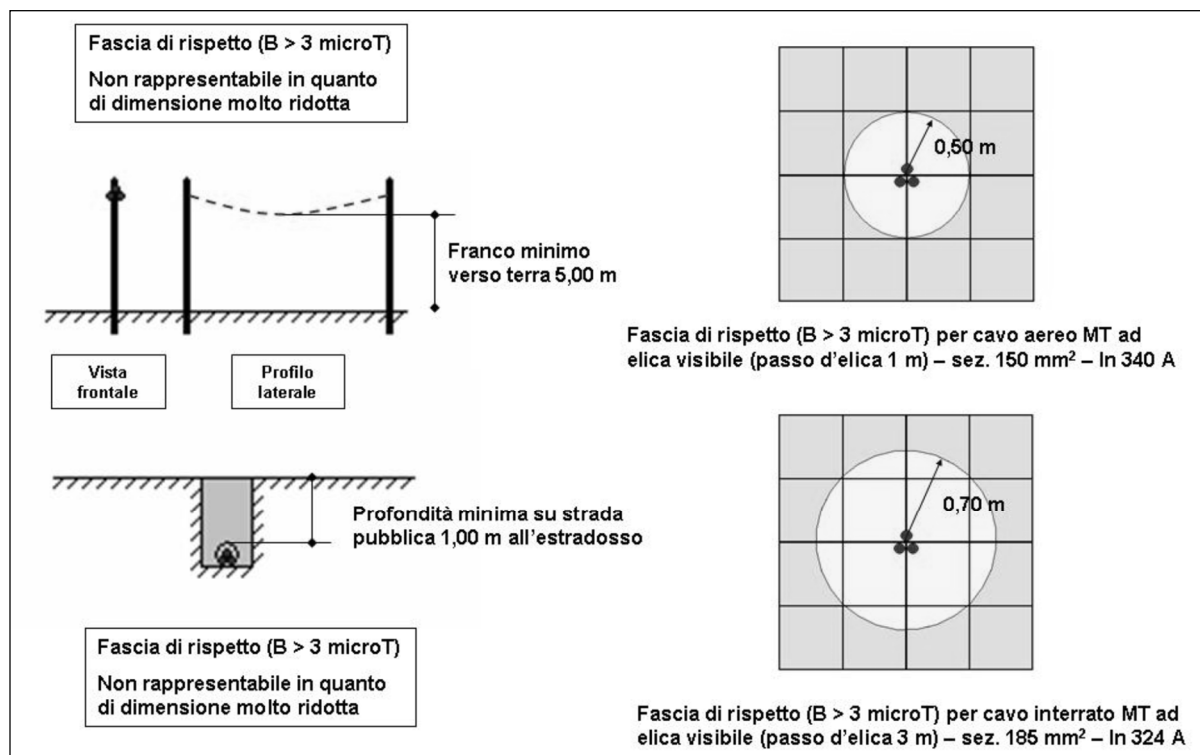 Fascia di rispetto (B > 3 microT)
Non rappresentabile in quanto
di dimensione molto ridotta
Franco minimo
verso terra 5,00 m
Vista
frontale
Profilo
laterale
Profondità minima su strada
pubblica 1,00 m all'estradosso
Fascia di rispetto (B > 3 microT)
Non rappresentabile in quanto
di dimensione molto ridotta
0,50 m
Fascia di rispetto (B > 3 microT) per cavo aereo MT ad
elica visibile (passo d'elica 1 m) – sez. 150 mm² – In 340 A
0,70 m
Fascia di rispetto (B > 3 microT) per cavo interrato MT ad
elica visibile (passo d'elica 3 m) – sez. 185 mm² – In 324 A